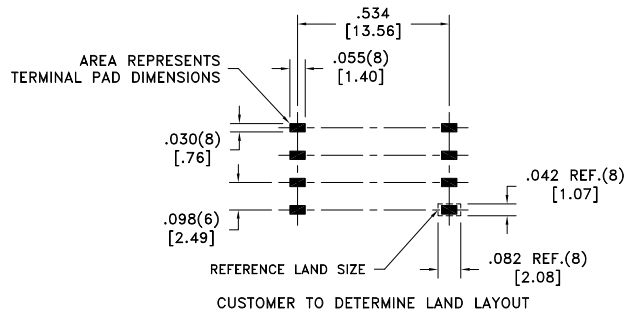 .534
[13.56]
AREA REPRESENTS
TERMINAL PAD DIMENSIONS
.055(8)
[1.40]
.030(8)
[.76]
.042 REF.(8)
[1.07]
.098(6)
[2.49]
REFERENCE LAND SIZE
.082 REF.(8)
[2.08]
CUSTOMER TO DETERMINE LAND LAYOUT